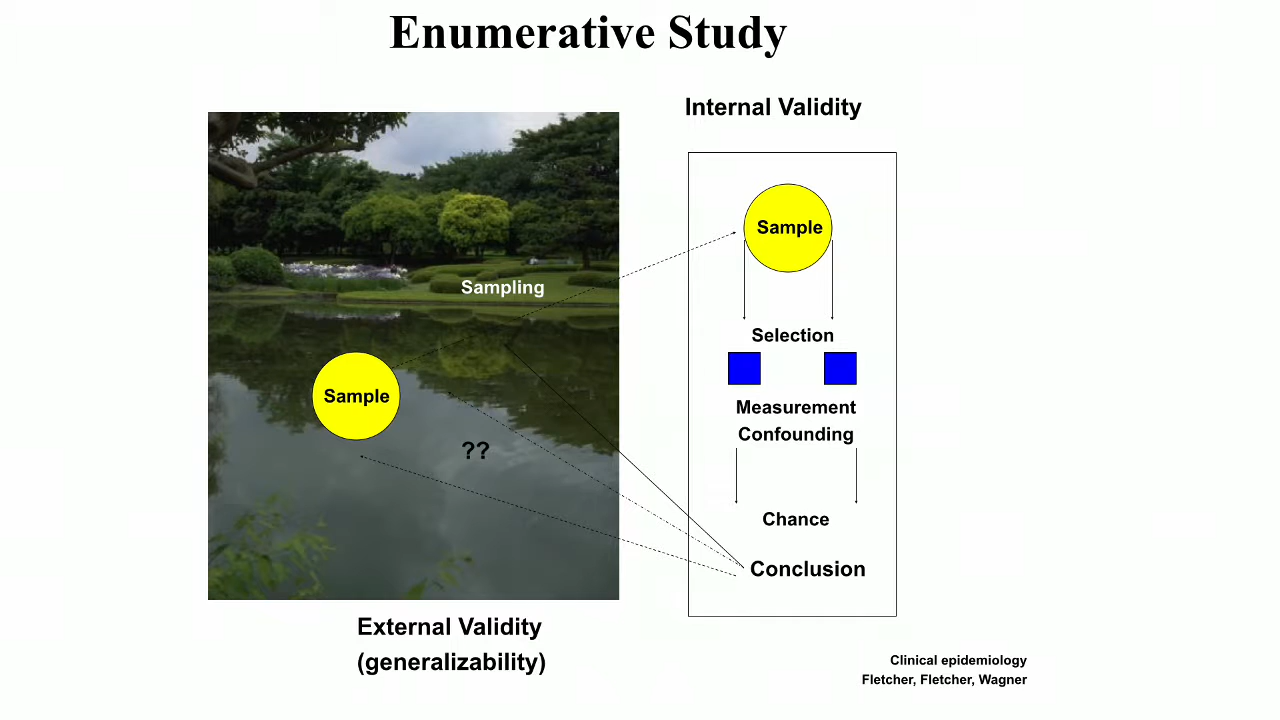 Enumerative Study
Internal Validity
Sample
Sampling
Selection
Sample
Measurement
Confounding
??
Chance
Conclusion
External Validity
(generalizability)
Clinical epidemiology
Fletcher, Fletcher, Wagner